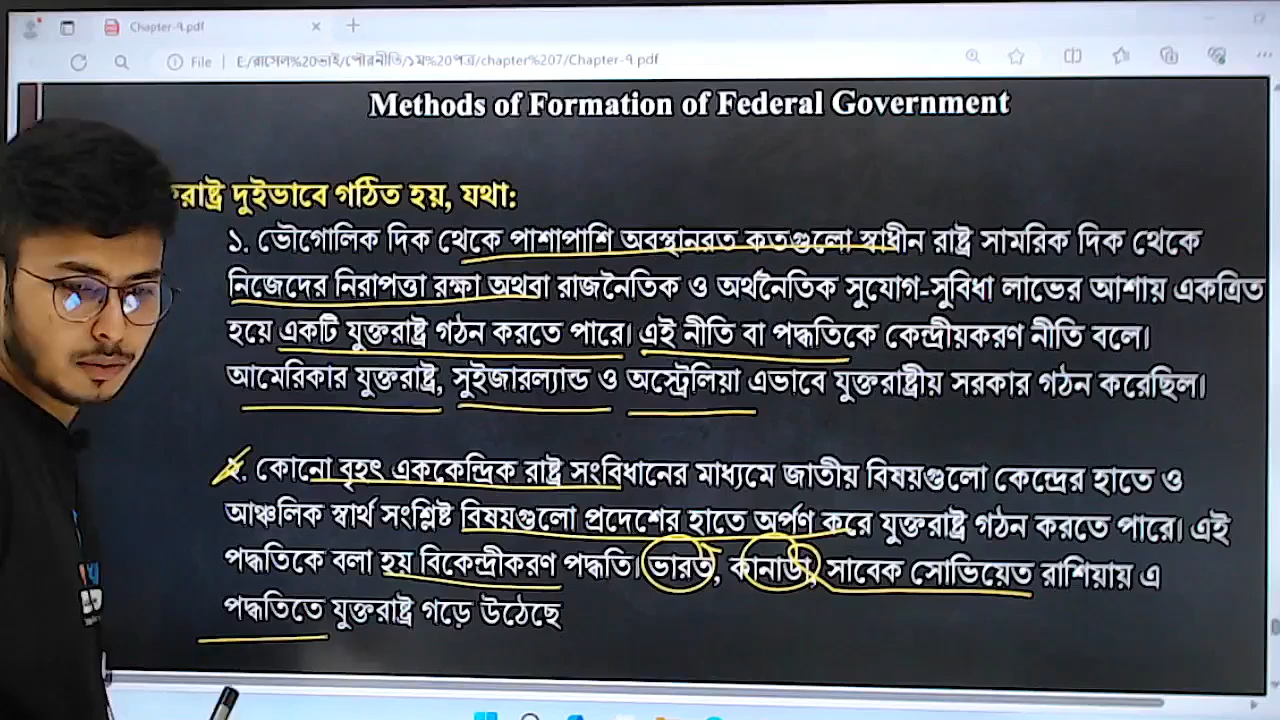 Chapter-৭.pdf
File | E:/রাসেল%20ভাই/পৌরনীতি/১ম%20পত্র/chapter%207/Chapter-৭.pdf
Methods of Formation of Federal Government
রাষ্ট্র দুইভাবে গঠিত হয়, যথা:
১. ভৌগোলিক দিক থেকে পাশাপাশি অবস্থানরত কতগুলো স্বাধীন রাষ্ট্র সামরিক দিক থেকে
নিজেদের নিরাপত্তা রক্ষা অথবা রাজনৈতিক ও অর্থনৈতিক সুযোগ-সুবিধা লাভের আশায় একত্রিত
হয়ে একটি যুক্তরাষ্ট্র গঠন করতে পারে। এই নীতি বা পদ্ধতিকে কেন্দ্রীয়করণ নীতি বলে।
আমেরিকার যুক্তরাষ্ট্র, সুইজারল্যান্ড ও অস্ট্রেলিয়া এভাবে যুক্তরাষ্ট্রীয় সরকার গঠন করেছিল।
২. কোনো বৃহৎ এককেন্দ্রিক রাষ্ট্র সংবিধানের মাধ্যমে জাতীয় বিষয়গুলো কেন্দ্রের হাতে ও
আঞ্চলিক স্বার্থ সংশ্লিষ্ট বিষয়গুলো প্রদেশের হাতে অর্পণ করে যুক্তরাষ্ট্র গঠন করতে পারে। এই
পদ্ধতিকে বলা হয় বিকেন্দ্রীকরণ পদ্ধতি। ভারত, কানাডা, সাবেক সোভিয়েত রাশিয়ায় এ
পদ্ধতিতে যুক্তরাষ্ট্র গড়ে উঠেছে